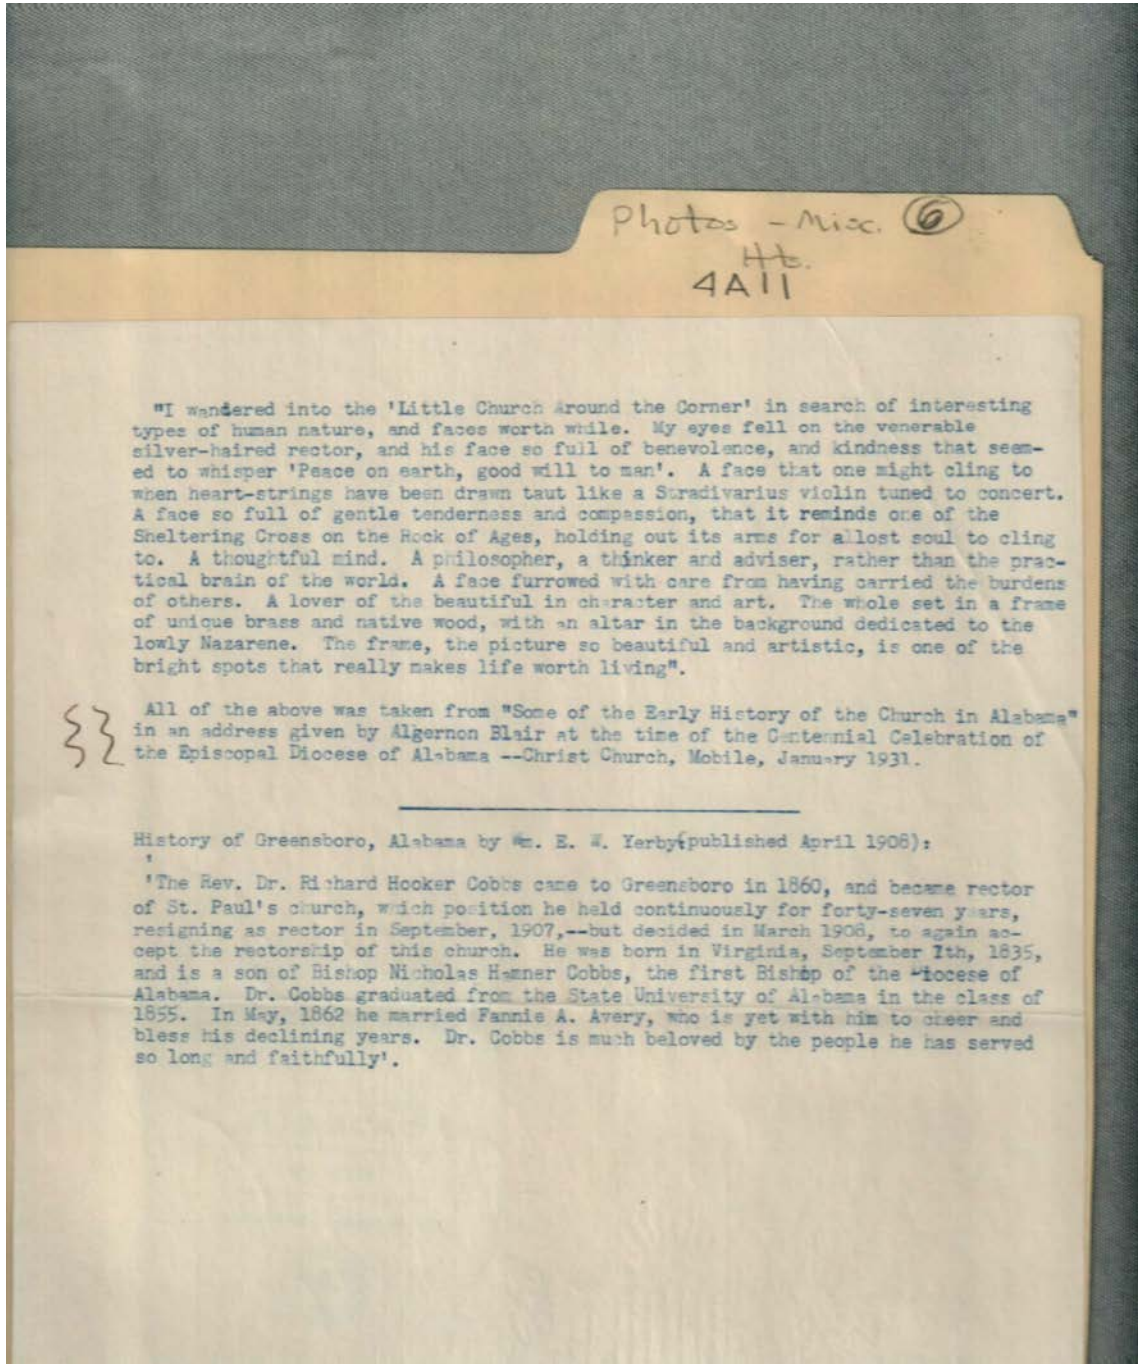 Photos - Misc. 6
Hts.
4A11
"I wandered into the 'Little Church Around the Corner' in search of interesting
types of human nature, and faces worth while. My eyes fell on the venerable
silver-haired rector, and his face so full of benevolence, and kindness that seem-
ed to whisper 'Peace on earth, good will to man'. A face that one might cling to
when heart-strings have been drawn taut like a Stradivarius violin tuned to concert.
A face so full of gentle tenderness and compassion, that it reminds one of the
Sheltering Cross on the Rock of Ages, holding out its arms for a lost soul to cling
to. A thoughtful mind. A philosopher, a thinker and adviser, rather than the prac-
tical brain of the world. A face furrowed with care from having carried the burdens
of others. A lover of the beautiful in character and art. The whole set in a frame
of unique brass and native wood, with an altar in the background dedicated to the
lowly Nazarene. The frame, the picture so beautiful and artistic, is one of the
bright spots that really makes life worth living".
All of the above was taken from "Some of the Early History of the Church in Alabama"
in an address given by Algernon Blair at the time of the Centennial Celebration of
the Episcopal Diocese of Alabama --Christ Church, Mobile, January 1931.
History of Greensboro, Alabama by Wm. E. W. Yerby(published April 1908):
'The Rev. Dr. Richard Hooker Cobbs came to Greensboro in 1860, and became rector
of St. Paul's church, which position he held continuously for forty-seven years,
resigning as rector in September, 1907,--but decided in March 1908, to again ac-
cept the rectorship of this church. He was born in Virginia, September 7th, 1835,
and is a son of Bishop Nicholas Hamner Cobbs, the first Bishop of the Diocese of
Alabama. Dr. Cobbs graduated from the State University of Alabama in the class of
1855. In May, 1862 he married Fannie A. Avery, who is yet with him to cheer and
bless his declining years. Dr. Cobbs is much beloved by the people he has served
so long and faithfully'.